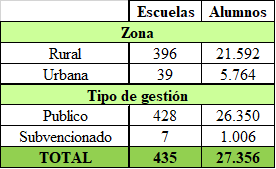 Escuelas Alumnos
Zona
Rural 396 21.592
Urbana 39 5.764
Tipo de gestión
Publico 428 26.350
Subvencionado 7 1.006
TOTAL 435 27.356